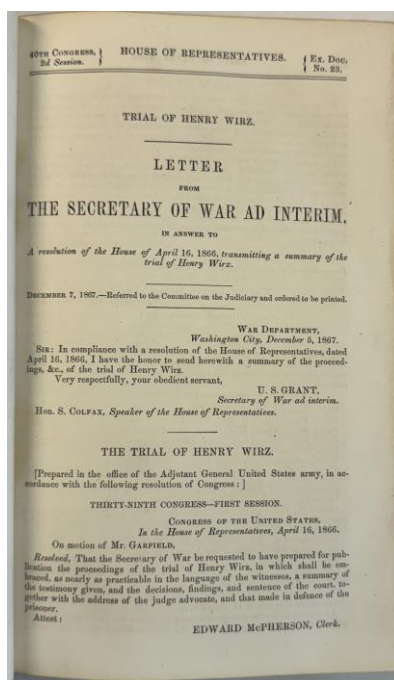 40TH CONGRESS, } HOUSE OF REPRESENTATIVES. { Ex. Doc.
2d Session. } { No. 23.
TRIAL OF HENRY WIRZ.
LETTER
FROM
THE SECRETARY OF WAR AD INTERIM,
IN ANSWER TO
A resolution of the House of April 16, 1866, transmitting a summary of the
trial of Henry Wirz.
DECEMBER 7, 1867.—Referred to the Committee on the Judiciary and ordered to be printed.
WAR DEPARTMENT,
Washington City, December 5, 1867.
SIR: In compliance with a resolution of the House of Representatives, dated
April 16, 1866, I have the honor to send herewith a summary of the proceed-
ings, &c., of the trial of Henry Wirz.
Very respectfully, your obedient servant,
U. S. GRANT,
Secretary of War ad interim.
Hon. S. COLFAX, Speaker of the House of Representatives.
THE TRIAL OF HENRY WIRZ.
[Prepared in the office of the Adjutant General United States army, in ac-
cordance with the following resolution of Congress:]
THIRTY-NINTH CONGRESS—FIRST SESSION.
CONGRESS OF THE UNITED STATES,
In the House of Representatives, April 16, 1866.
On motion of Mr. GARFIELD,
Resolved, That the Secretary of War be requested to have prepared for pub-
lication the proceedings of the trial of Henry Wirz, in which shall be em-
braced, as nearly as practicable in the language of the witnesses, a summary of
the testimony given, and the decisions, findings, and sentence of the court, to-
gether with the address of the judge advocate, and that made in defence of the
prisoner.
Attest:
EDWARD McPHERSON, Clerk.